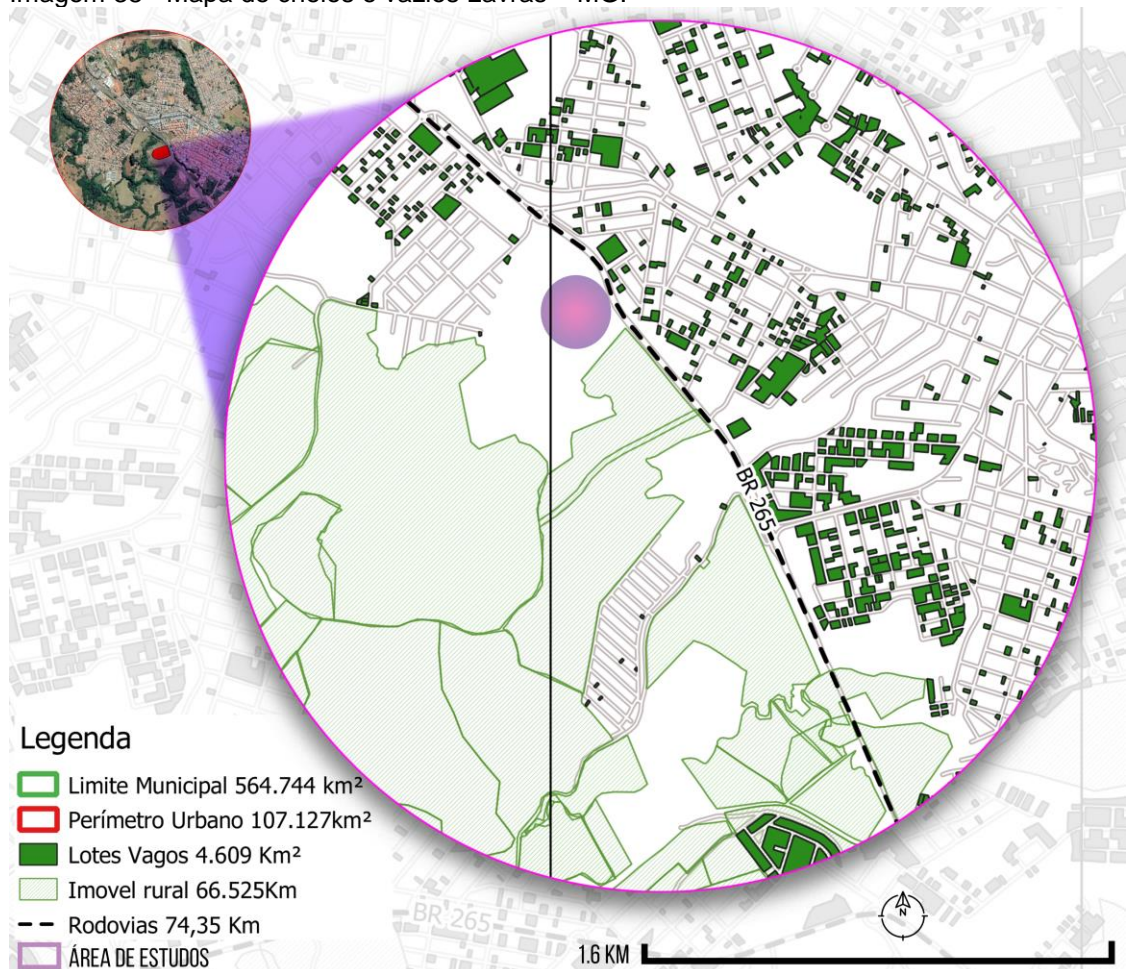 BR 265
Legenda
Limite Municipal 564.744 km²
Perímetro Urbano 107.127km²
Lotes Vagos 4.609 Km²
Imovel rural 66.525Km
Rodovias 74,35 Km
ÁREA DE ESTUDOS
BR 265
N
1.6 KM